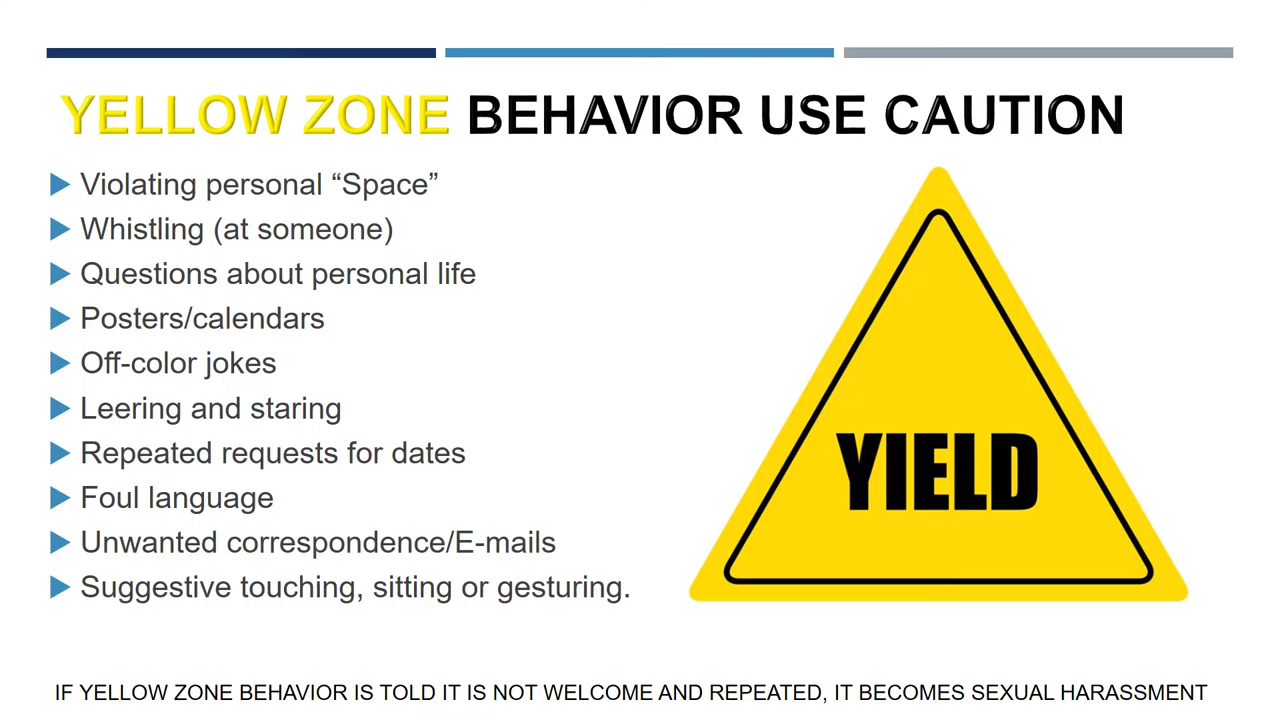 YELLOW ZONE BEHAVIOR USE CAUTION
Violating personal “Space”
Whistling (at someone)
Questions about personal life
Posters/calendars
Off-color jokes
Leering and staring
Repeated requests for dates
Foul language
Unwanted correspondence/E-mails
Suggestive touching, sitting or gesturing.
YIELD
IF YELLOW ZONE BEHAVIOR IS TOLD IT IS NOT WELCOME AND REPEATED, IT BECOMES SEXUAL HARASSMENT